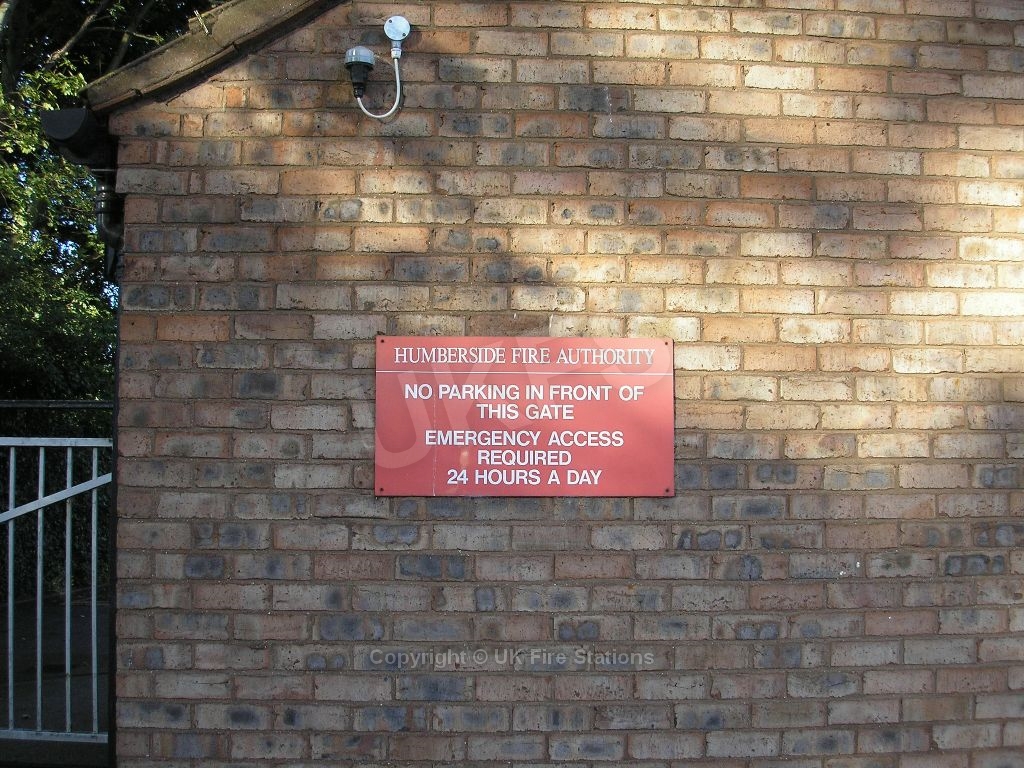 HUMBERSIDE FIRE AUTHORITY
NO PARKING IN FRONT OF
THIS GATE
EMERGENCY ACCESS
REQUIRED
24 HOURS A DAY
Copyright © UK Fire Stations